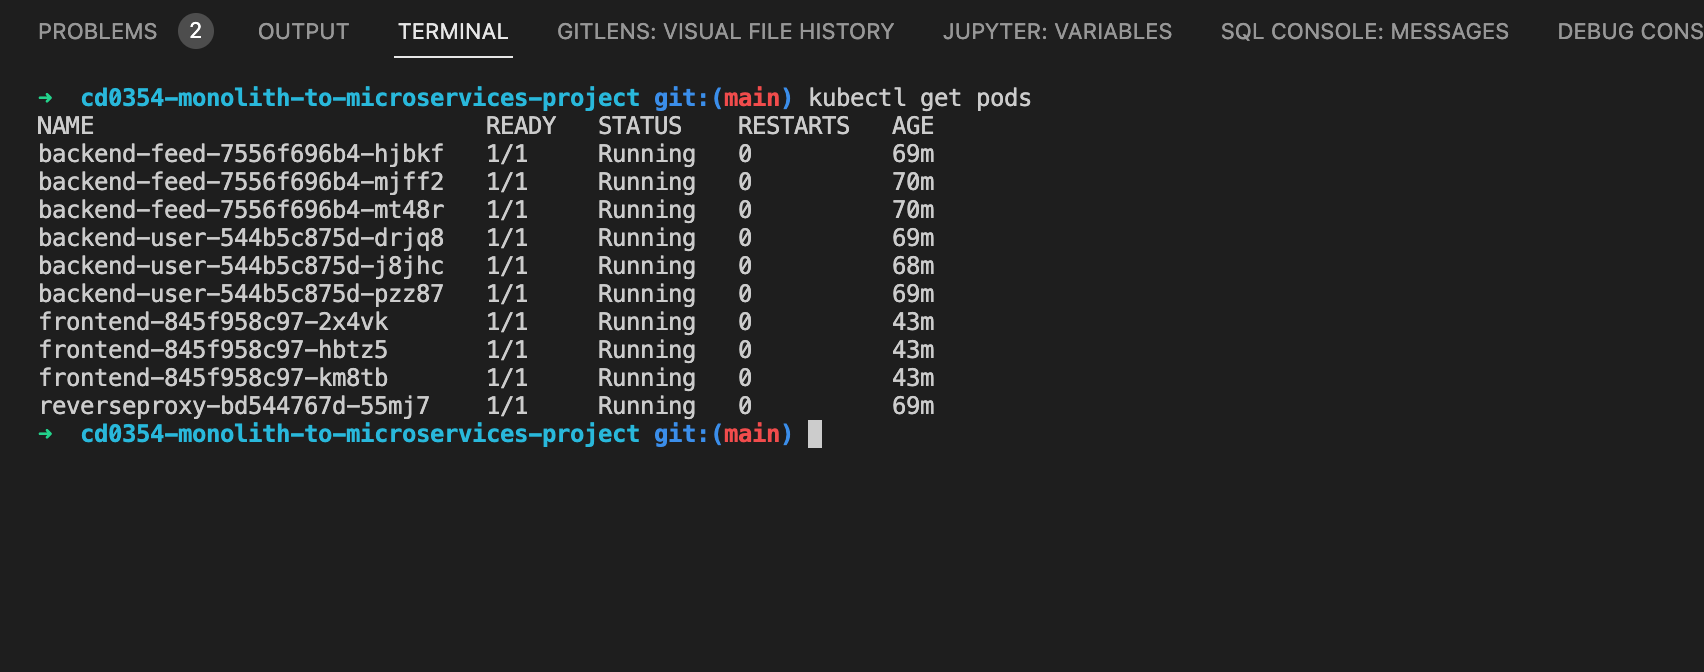 PROBLEMS 2 OUTPUT TERMINAL GITLENS: VISUAL FILE HISTORY JUPYTER: VARIABLES SQL CONSOLE: MESSAGES DEBUG CONS
➜ cd0354-monolith-to-microservices-project git:(main) kubectl get pods
NAME READY STATUS RESTARTS AGE
backend-feed-7556f696b4-hjbkf 1/1 Running 0 69m
backend-feed-7556f696b4-mjff2 1/1 Running 0 70m
backend-feed-7556f696b4-mt48r 1/1 Running 0 70m
backend-user-544b5c875d-drjq8 1/1 Running 0 69m
backend-user-544b5c875d-j8jhc 1/1 Running 0 68m
backend-user-544b5c875d-pzz87 1/1 Running 0 69m
frontend-845f958c97-2x4vk 1/1 Running 0 43m
frontend-845f958c97-hbtz5 1/1 Running 0 43m
frontend-845f958c97-km8tb 1/1 Running 0 43m
reverseproxy-bd544767d-55mj7 1/1 Running 0 69m
➜ cd0354-monolith-to-microservices-project git:(main)